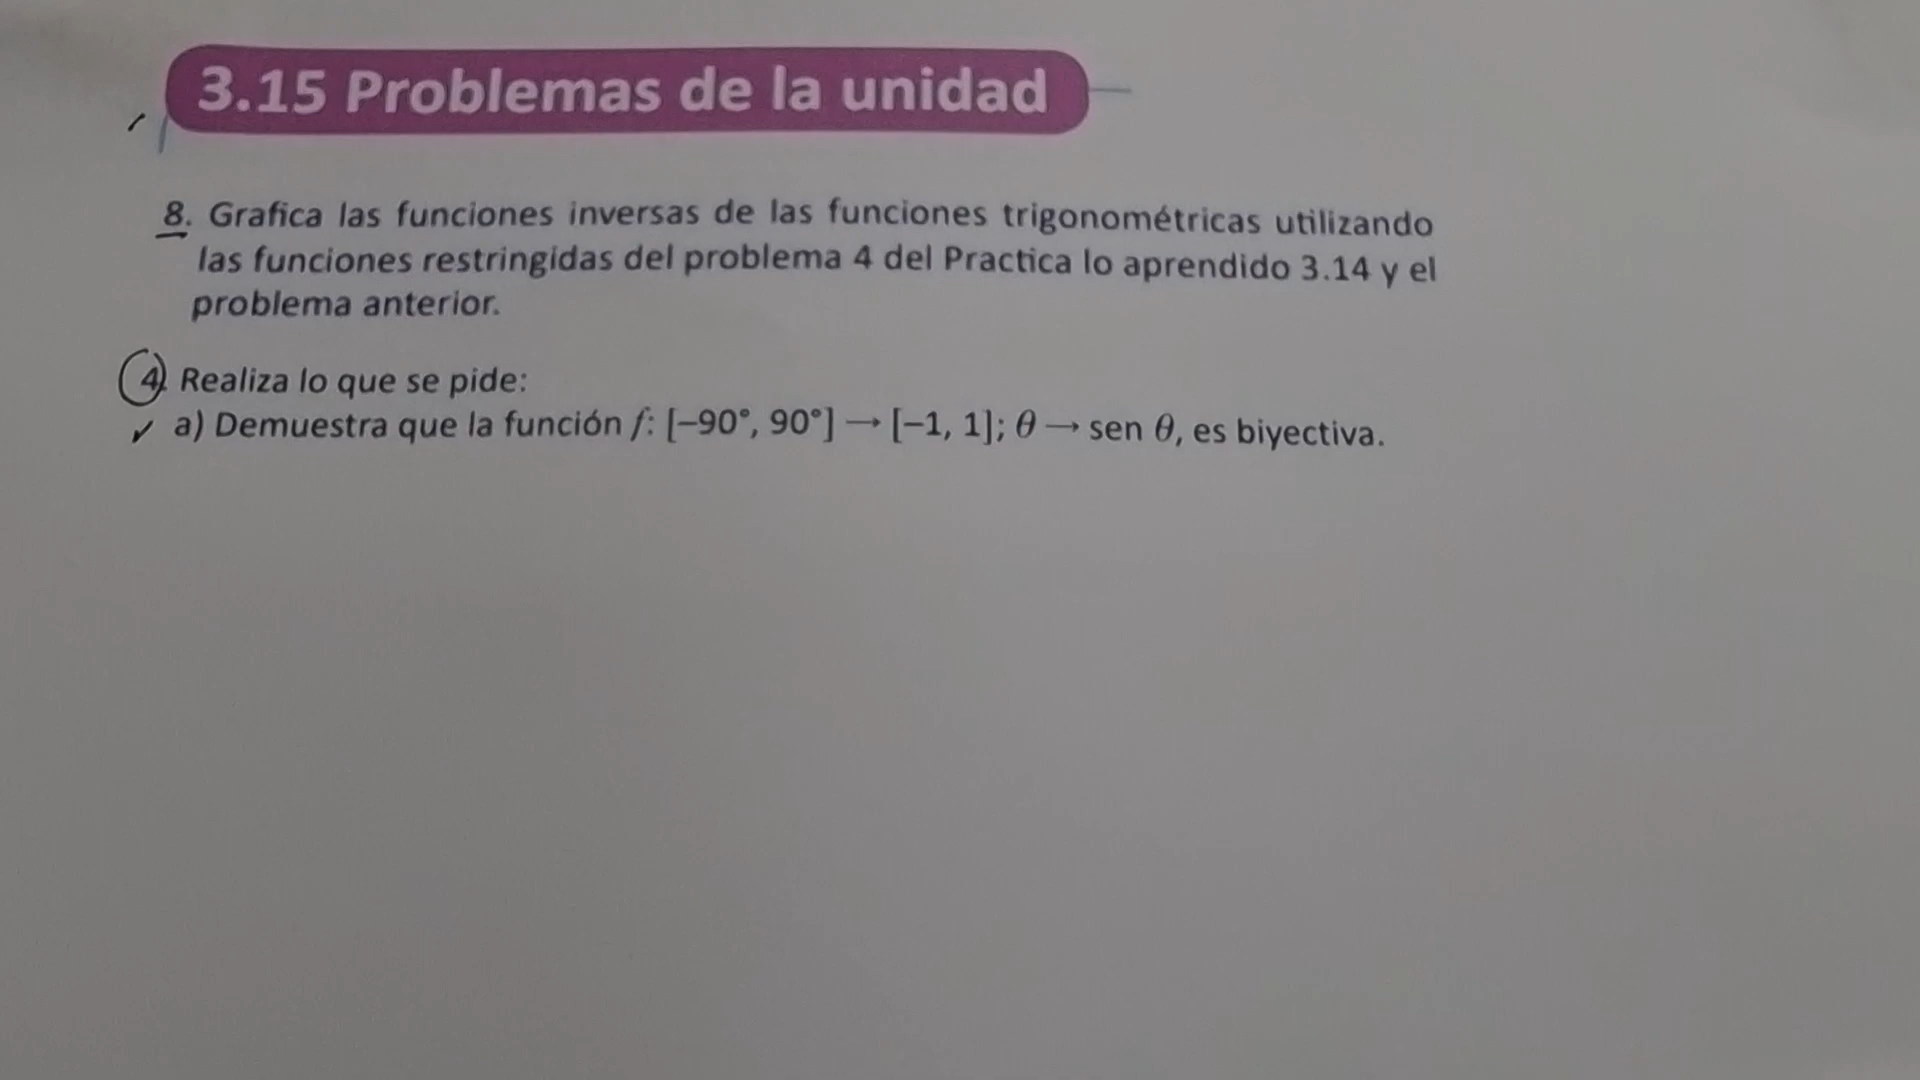 3.15 Problemas de la unidad
8. Grafica las funciones inversas de las funciones trigonométricas utilizando
las funciones restringidas del problema 4 del Practica lo aprendido 3.14 y el
problema anterior.
4. Realiza lo que se pide:
a) Demuestra que la función f: [−90°, 90°] → [−1, 1]; θ → sen θ, es biyectiva.